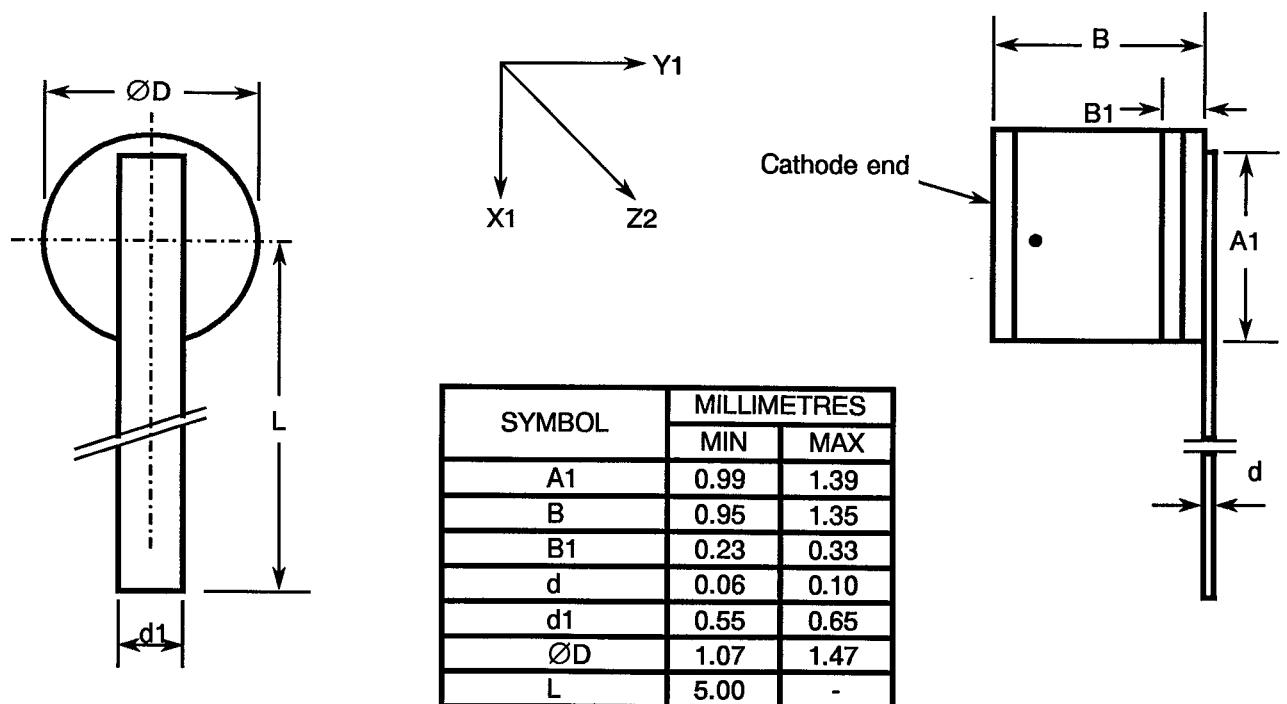 ØD
L
d1
Y1
X1
Z2
B
B1
Cathode end
A1
d
SYMBOL MILLIMETRES
MIN MAX
A1 0.99 1.39
B 0.95 1.35
B1 0.23 0.33
d 0.06 0.10
d1 0.55 0.65
ØD 1.07 1.47
L 5.00 -